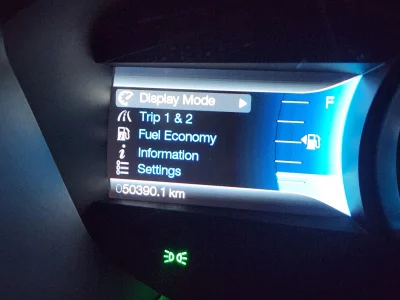 Display Mode
F
Trip 1 & 2
Fuel Economy
Information
Settings
050390.1 km